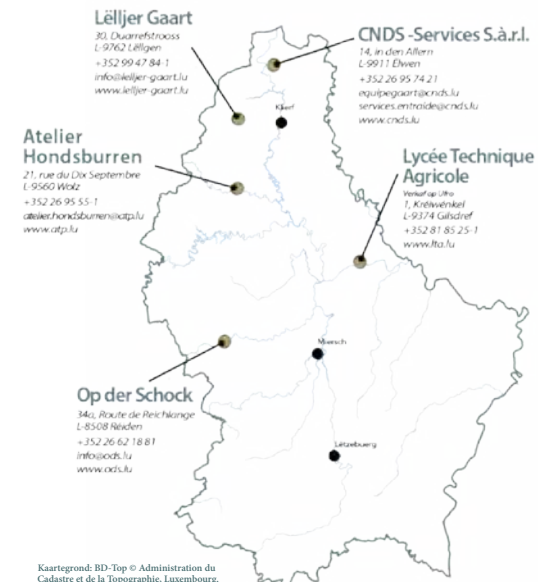 Lëlljer Gaart
30, Duarrefstrooss
L-9762 Lëllgen
+352 99 47 84-1
info@lelljer-gaart.lu
www.lelljer-gaart.lu
CNDS -Services S.à.r.l.
14, in den Allern
L-9911 Ëlwen
+352 26 95 74 21
equipegaart@cnds.lu
services.entraide@cnds.lu
www.cnds.lu
Kläerf
Atelier
Hondsburren
21, rue du Dix Septembre
L-9560 Wolz
+352 26 95 55-1
atelier.hondsburren@atp.lu
www.atp.lu
Lycée Technique
Agricole
Verkaf op Ufro
1, Kréiwénkel
L-9374 Gilsdref
+352 81 85 25-1
www.lta.lu
Miersch
Op der Schock
34a, Route de Reichlange
L-8508 Réiden
+352 26 62 18 81
info@ods.lu
www.ods.lu
Lëtzebuerg
Kaartegrond: BD-Top © Administration du
Cadastre et de la Topographie, Luxembourg.